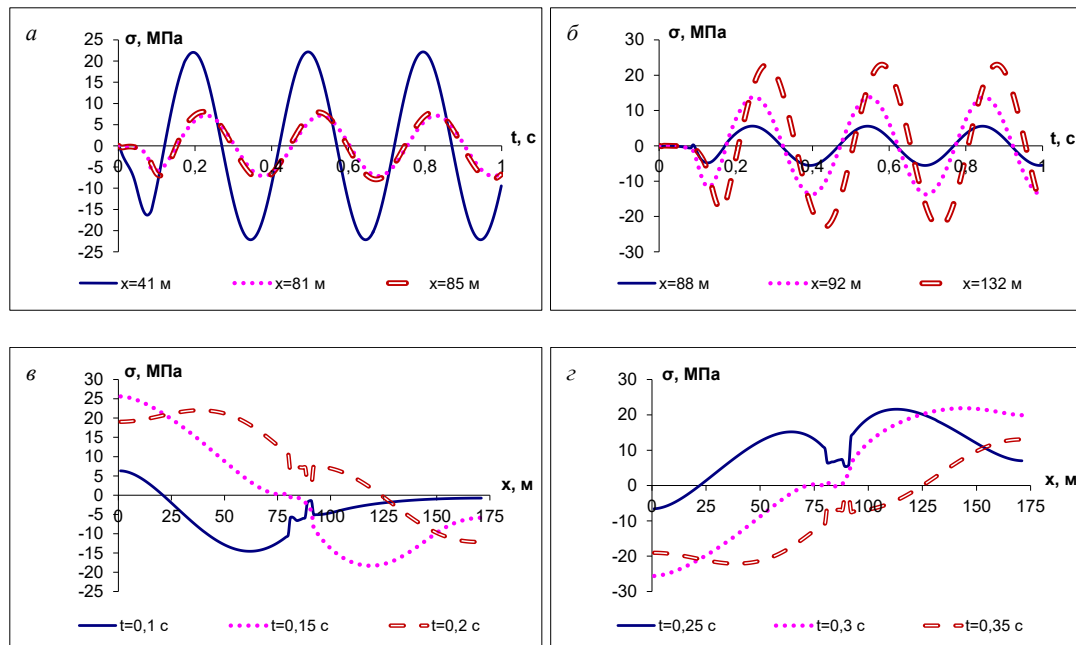 а
σ, МПа
25
20
15
10
5
0
-5
-10
-15
-20
-25
0
0,2
0,4
0,6
0,8
1
t, с
x=41 м
x=81 м
x=85 м
б
σ, МПа
30
20
10
0
-10
-20
-30
0
0,2
0,4
0,6
0,8
1
t, с
x=88 м
x=92 м
x=132 м
в
σ, МПа
30
25
20
15
10
5
0
-5
-10
-15
-20
-25
0
25
50
75
100
125
150
175
x, м
t=0,1 с
t=0,15 с
t=0,2 с
г
σ, МПа
30
20
10
0
-10
-20
-30
0
25
50
75
100
125
150
175
x, м
t=0,25 с
t=0,3 с
t=0,35 с